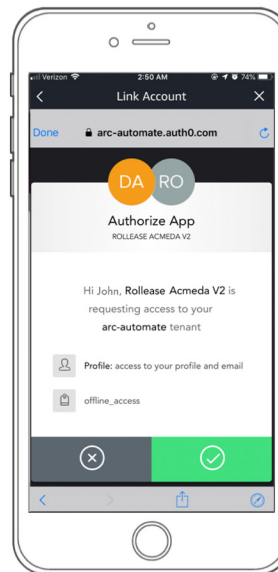 Verizon 2:50 AM 74%
Link Account
Done arc-automate.auth0.com
DA RO
Authorize App
ROLLEASE ACMEDA V2
Hi John, Rollease Acmeda V2 is
requesting access to your
arc-automate tenant
Profile: access to your profile and email
offline_access